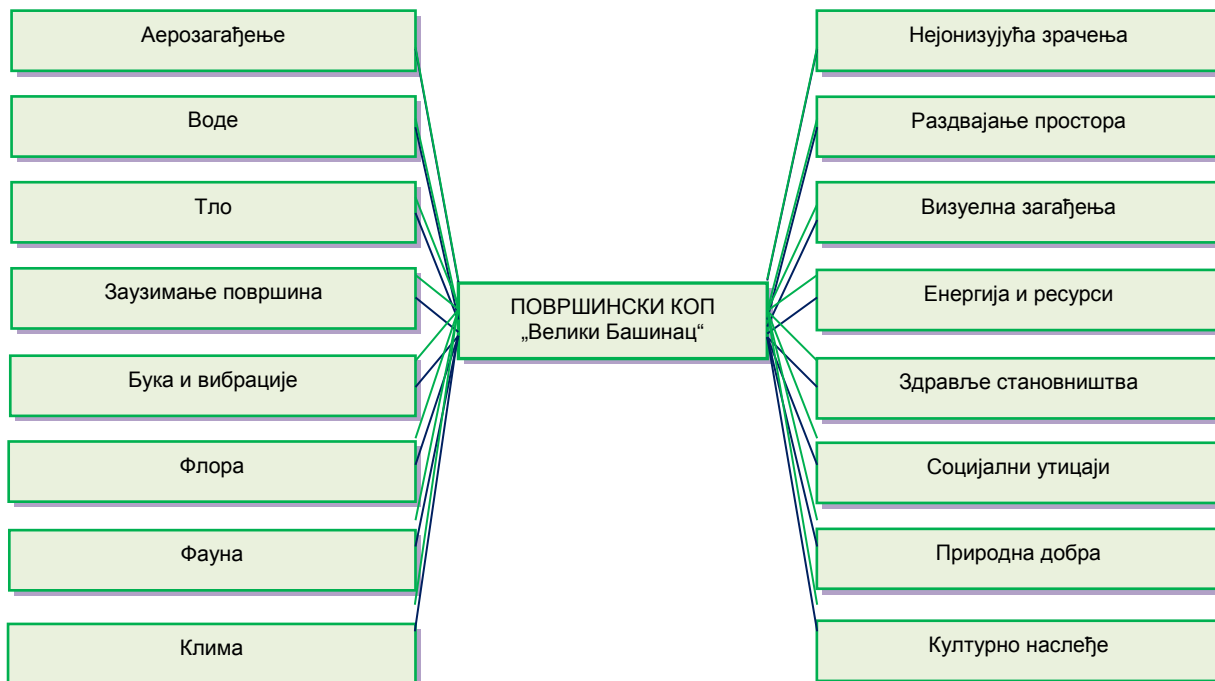 Аерозагађење
Воде
Тло
Заузимање површина
Бука и вибрације
Флора
Фауна
Клима
ПОВРШИНСКИ КОП
„Велики Башинац“
Нејонизујућа зрачења
Раздвајање простора
Визуелна загађења
Енергија и ресурси
Здравље становништва
Социјални утицаји
Природна добра
Културно наслеђе